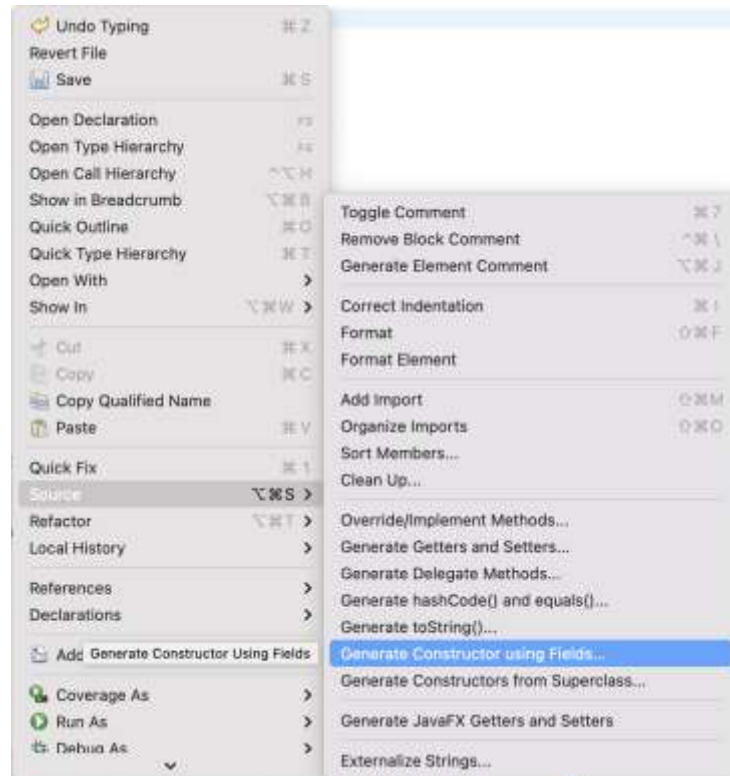 Undo Typing ⌘Z
Revert File
Save ⌘S
Open Declaration F3
Open Type Hierarchy F4
Open Call Hierarchy ^⌥H
Show in Breadcrumb ⌥⌘B
Quick Outline ⌘O
Quick Type Hierarchy ⌘T
Open With >
Show In ⌥⌘W >
Cut ⌘X
Copy ⌘C
Copy Qualified Name
Paste ⌘V
Quick Fix ⌘1
Source ⌥⌘S >
Refactor ⌥⌘T >
Local History >
References >
Declarations >
Add
Generate Constructor Using Fields
Coverage As >
Run As >
Debug As >
Toggle Comment ⌘7
Remove Block Comment ^⌘\
Generate Element Comment ⌥⌘J
Correct Indentation ⌘I
Format ⇧⌘F
Format Element
Add Import ⇧⌘M
Organize Imports ⇧⌘O
Sort Members...
Clean Up...
Override/Implement Methods...
Generate Getters and Setters...
Generate Delegate Methods...
Generate hashCode() and equals()...
Generate toString()...
Generate Constructor using Fields...
Generate Constructors from Superclass...
Generate JavaFX Getters and Setters
Externalize Strings...